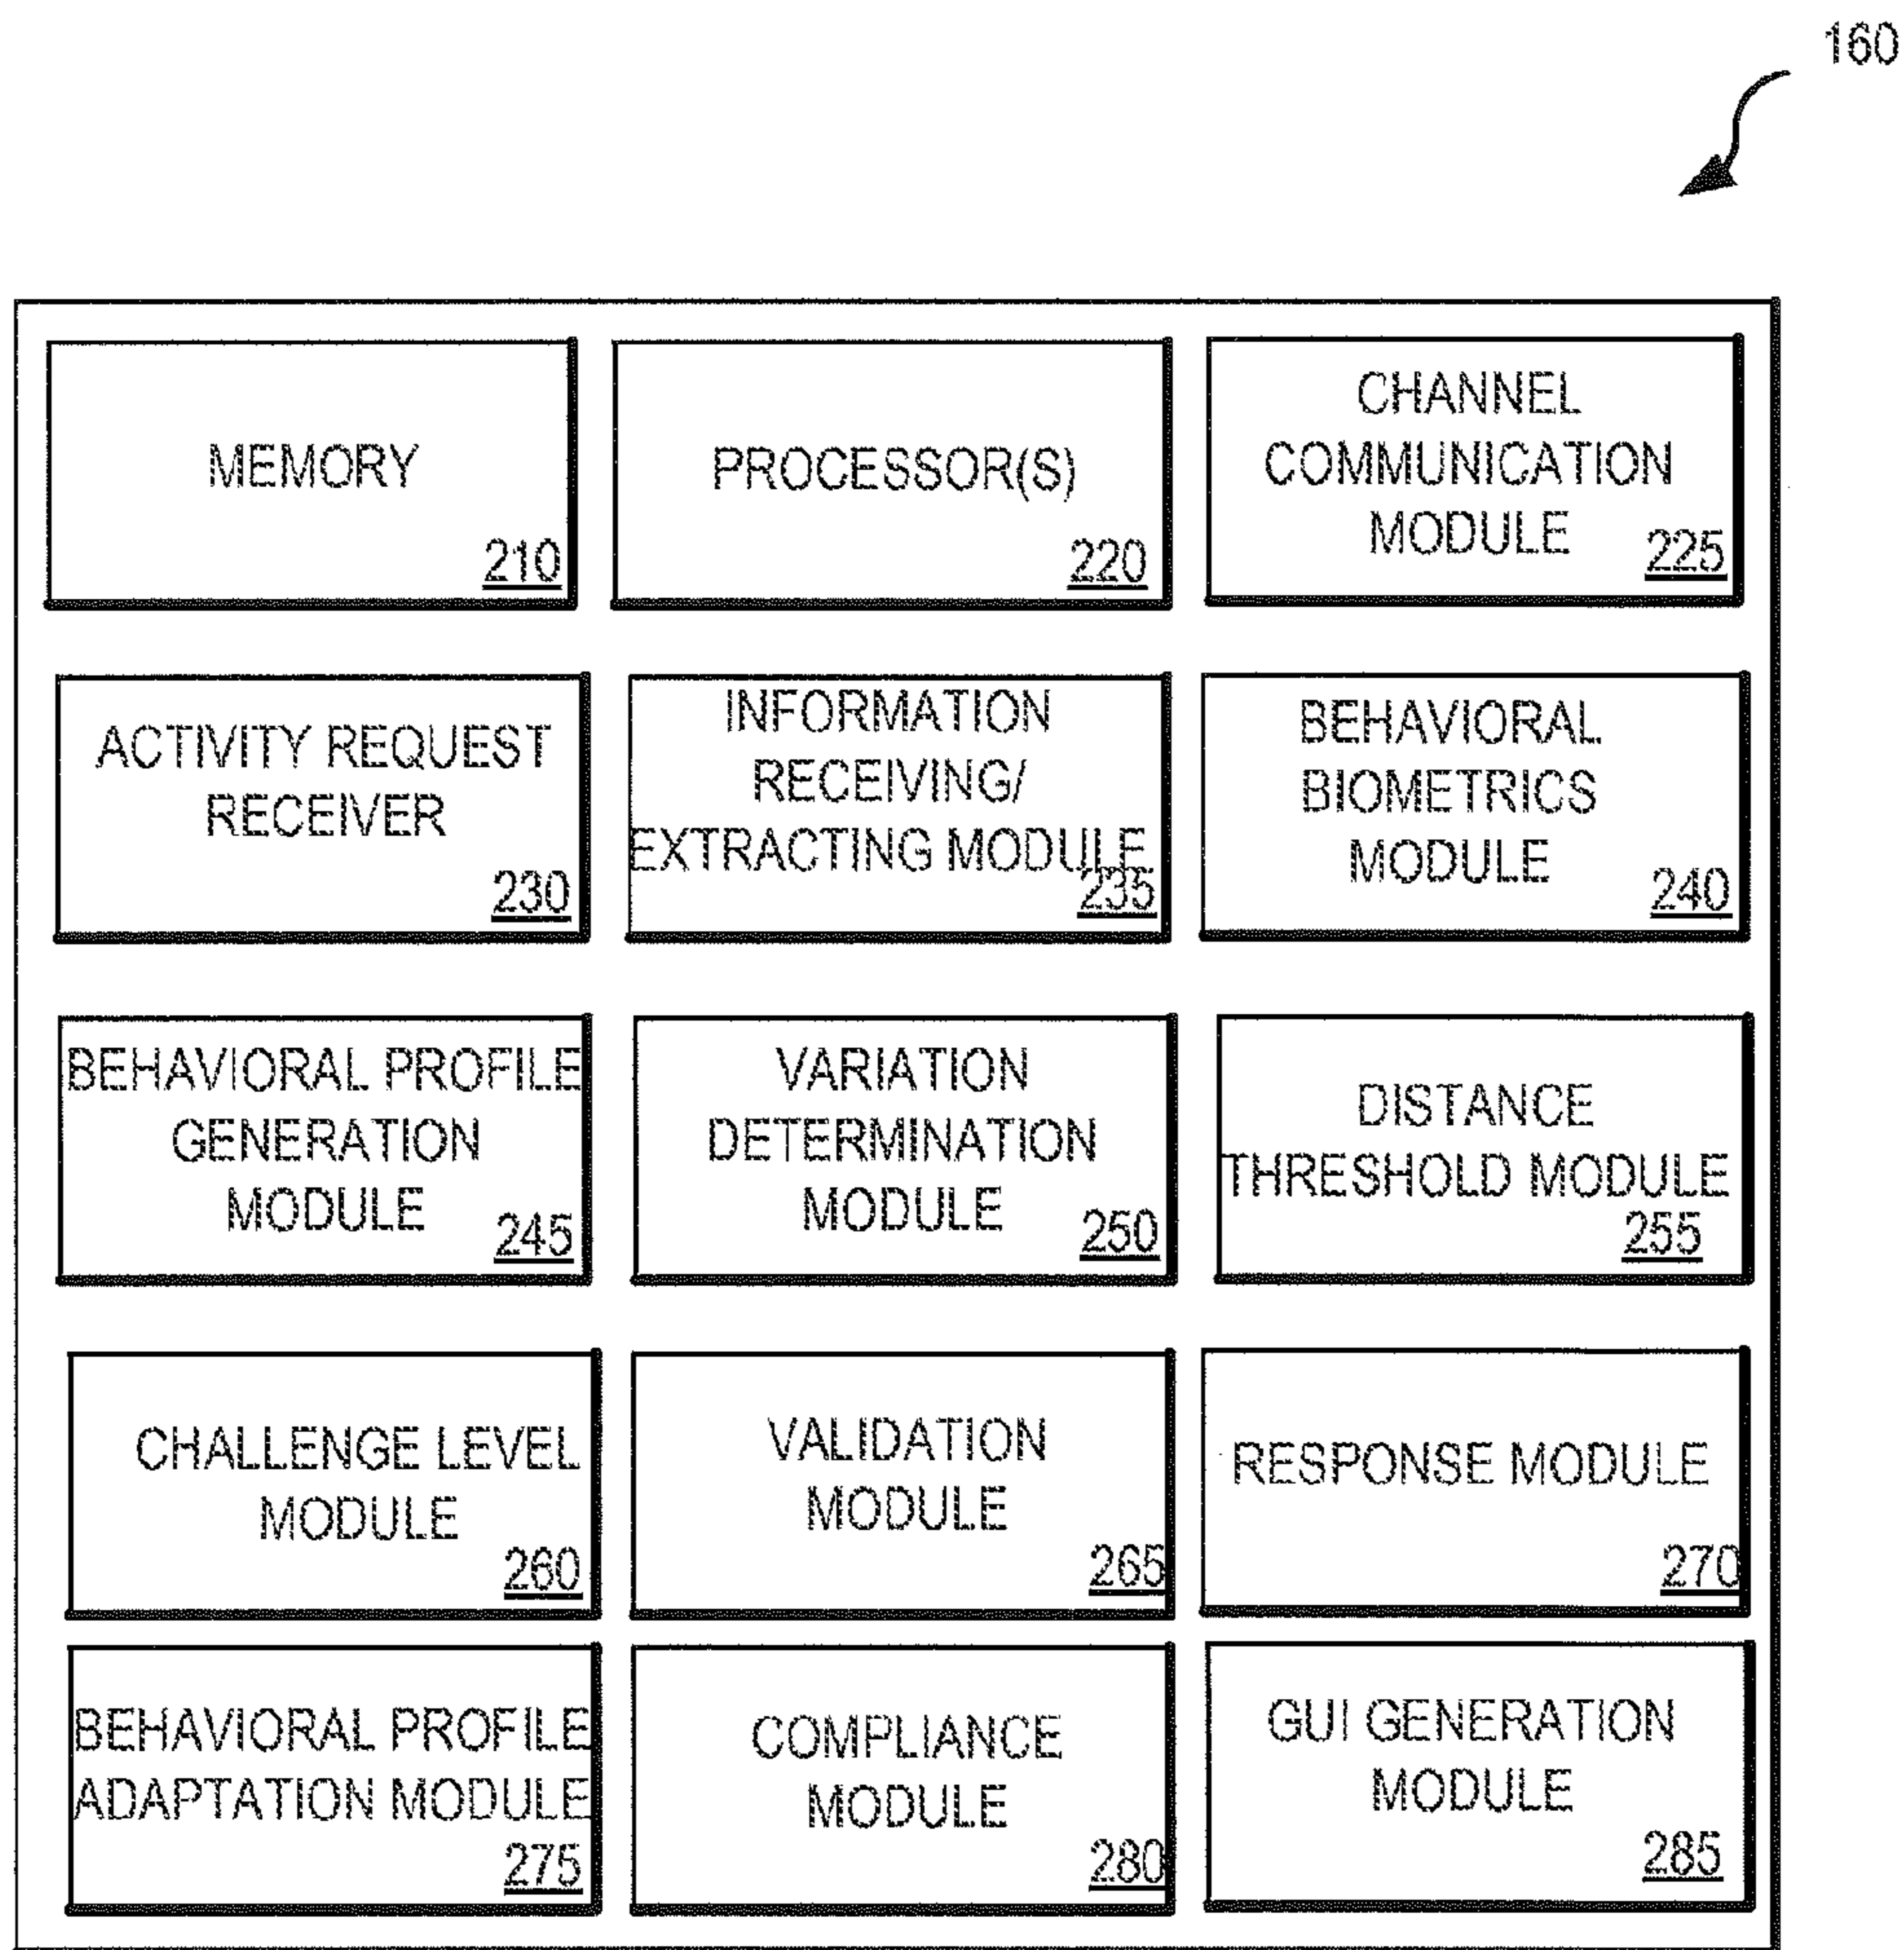 160
MEMORY
210
PROCESSOR(S)
220
CHANNEL
COMMUNICATION
MODULE
225
ACTIVITY REQUEST
RECEIVER
230
INFORMATION
RECEIVING/
EXTRACTING MODULE
235
BEHAVIORAL
BIOMETRICS
MODULE
240
BEHAVIORAL PROFILE
GENERATION
MODULE
245
VARIATION
DETERMINATION
MODULE
250
DISTANCE
THRESHOLD MODULE
255
CHALLENGE LEVEL
MODULE
260
VALIDATION
MODULE
265
RESPONSE MODULE
270
BEHAVIORAL PROFILE
ADAPTATION MODULE
275
COMPLIANCE
MODULE
280
GUI GENERATION
MODULE
285